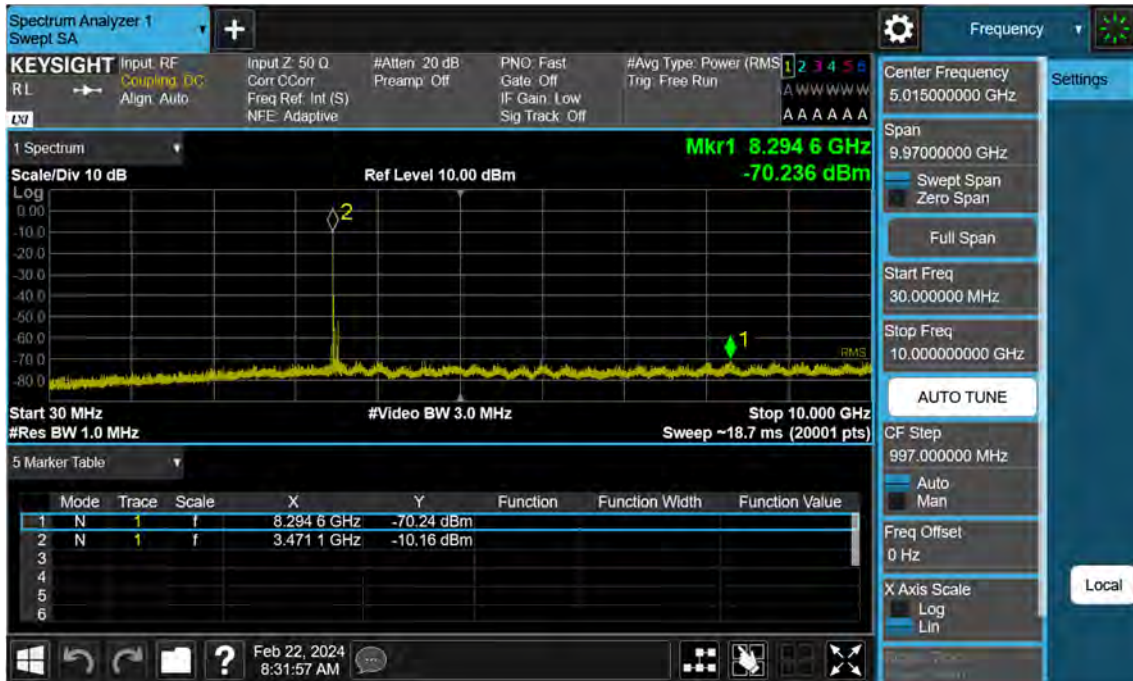 Spectrum Analyzer 1
Swept SA
+
Frequency
KEYSIGHT
RL
LXI
Input: RF
Coupling: DC
Align: Auto
Input Z: 50 Ω
Corr CCorr
Freq Ref: Int (S)
NFE: Adaptive
#Atten: 20 dB
Preamp: Off
PNO: Fast
Gate: Off
IF Gain: Low
Sig Track: Off
#Avg Type: Power (RMS
Trig: Free Run
1 2 3 4 5 6
A W W W W W
A A A A A A
Center Frequency
5.015000000 GHz
Settings
Span
9.97000000 GHz
Swept Span
Zero Span
Full Span
Start Freq
30.000000 MHz
Stop Freq
10.000000000 GHz
AUTO TUNE
CF Step
997.000000 MHz
Auto
Man
Freq Offset
0 Hz
X Axis Scale
Log
Lin
Local
1 Spectrum
Scale/Div 10 dB
Ref Level 10.00 dBm
Mkr1 8.294 6 GHz
-70.236 dBm
Log
0.00
-10.0
-20.0
-30.0
-40.0
-50.0
-60.0
-70.0
-80.0
2
1
RMS
Start 30 MHz
#Video BW 3.0 MHz
Stop 10.000 GHz
#Res BW 1.0 MHz
Sweep ~18.7 ms (20001 pts)
5 Marker Table
Mode Trace Scale X Y Function Function Width Function Value
1 N 1 f 8.294 6 GHz -70.24 dBm
2 N 1 f 3.471 1 GHz -10.16 dBm
3
4
5
6
?
Feb 22, 2024
8:31:57 AM